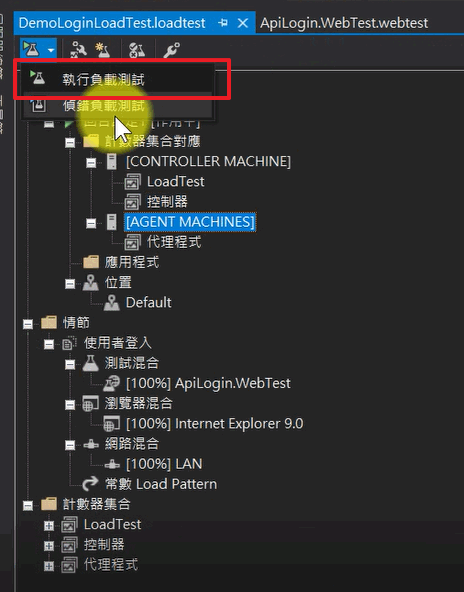 DemoLoginLoadTest.loadtest
ApiLogin.WebTest.webtest
執行負載測試
偵錯負載測試
計數器集合對應
[CONTROLLER MACHINE]
LoadTest
控制器
[AGENT MACHINES]
代理程式
應用程式
位置
Default
情節
使用者登入
測試混合
[100%] ApiLogin.WebTest
瀏覽器混合
[100%] Internet Explorer 9.0
網路混合
[100%] LAN
常數 Load Pattern
計數器集合
LoadTest
控制器
代理程式